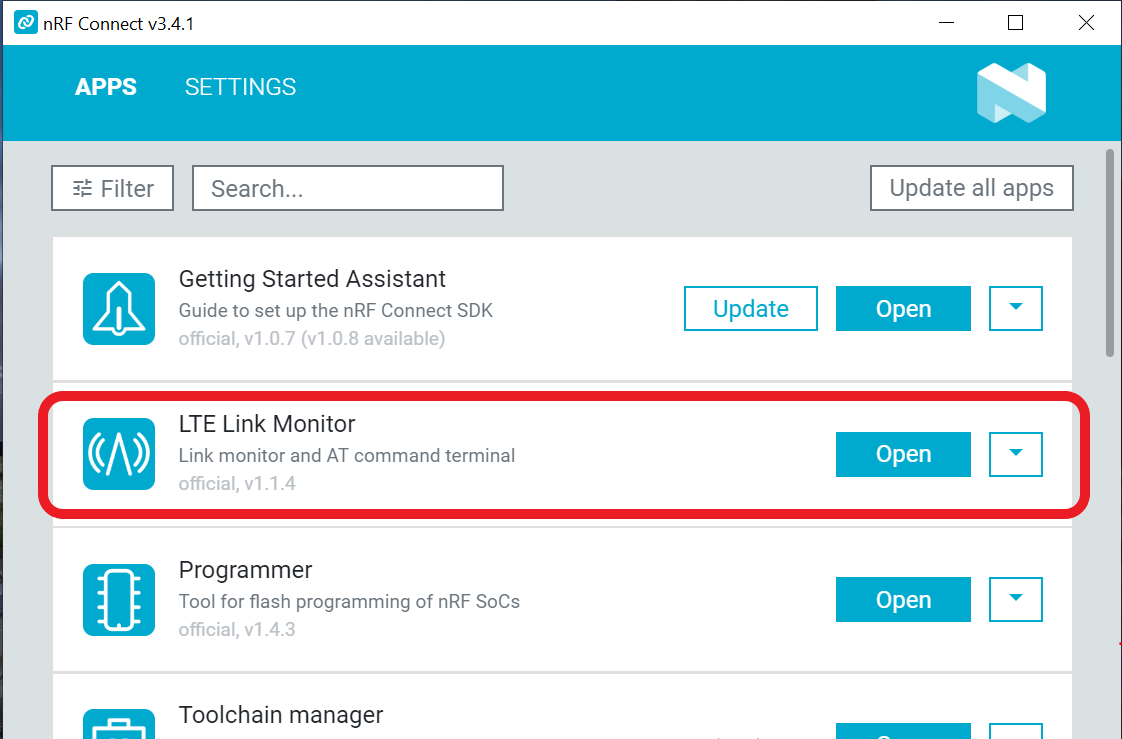 nRF Connect v3.4.1
APPS SETTINGS
Filter Search... Update all apps
Getting Started Assistant
Guide to set up the nRF Connect SDK
official, v1.0.7 (v1.0.8 available)
Update Open
LTE Link Monitor
Link monitor and AT command terminal
official, v1.1.4
Open
Programmer
Tool for flash programming of nRF SoCs
official, v1.4.3
Open
Toolchain manager